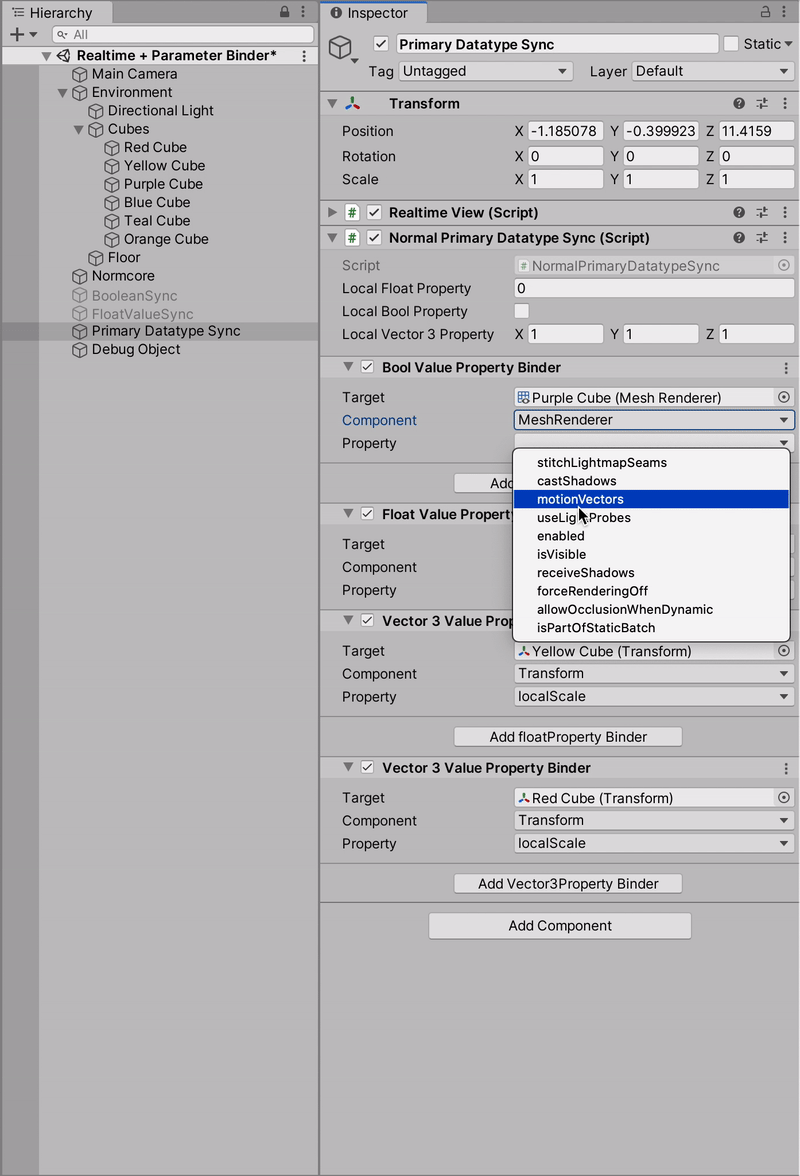 Hierarchy
All
Realtime + Parameter Binder*
Main Camera
Environment
Directional Light
Cubes
Red Cube
Yellow Cube
Purple Cube
Blue Cube
Teal Cube
Orange Cube
Floor
Normcore
BooleanSync
FloatValueSync
Primary Datatype Sync
Debug Object
Inspector
Primary Datatype Sync Static
Tag Untagged Layer Default
Transform
Position X -1.185078 Y -0.399923 Z 11.4159
Rotation X 0 Y 0 Z 0
Scale X 1 Y 1 Z 1
# Realtime View (Script)
# Normal Primary Datatype Sync (Script)
Script # NormalPrimaryDatatypeSync
Local Float Property 0
Local Bool Property
Local Vector 3 Property X 1 Y 1 Z 1
Bool Value Property Binder
Target Purple Cube (Mesh Renderer)
Component MeshRenderer
Property
stitchLightmapSeams
castShadows
motionVectors
useLightProbes
enabled
isVisible
receiveShadows
forceRenderingOff
allowOcclusionWhenDynamic
isPartOfStaticBatch
Add
Float Value Property
Target
Component
Property
Vector 3 Value Prop
Target Yellow Cube (Transform)
Component Transform
Property localScale
Add floatProperty Binder
Vector 3 Value Property Binder
Target Red Cube (Transform)
Component Transform
Property localScale
Add Vector3Property Binder
Add Component